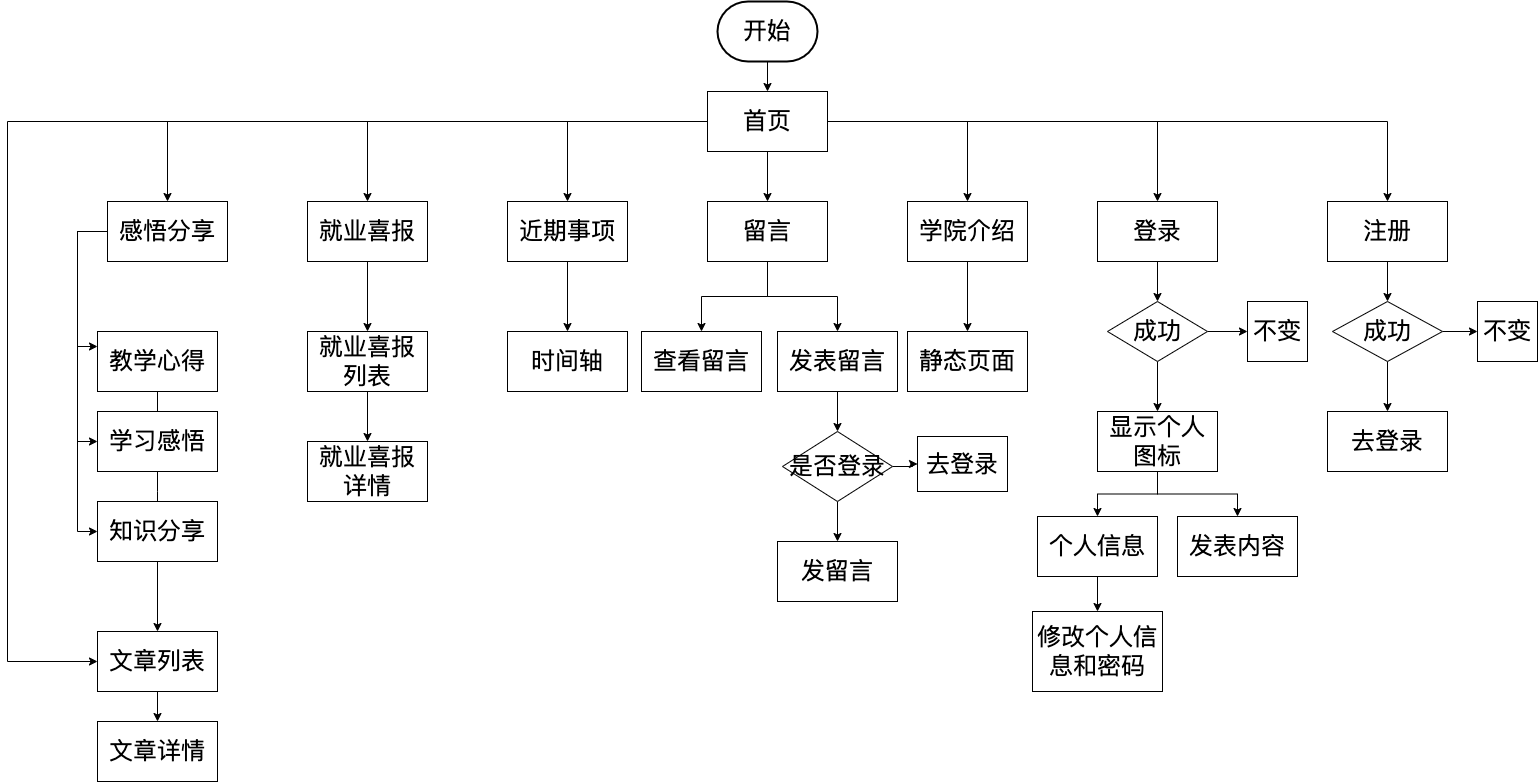 开始
首页
感悟分享
就业喜报
近期事项
留言
学院介绍
登录
注册
成功
不变
成功
不变
教学心得
就业喜报
列表
时间轴
查看留言
发表留言
静态页面
学习感悟
就业喜报
详情
是否登录
去登录
显示个人
图标
去登录
知识分享
发留言
个人信息
发表内容
文章列表
修改个人信
息和密码
文章详情